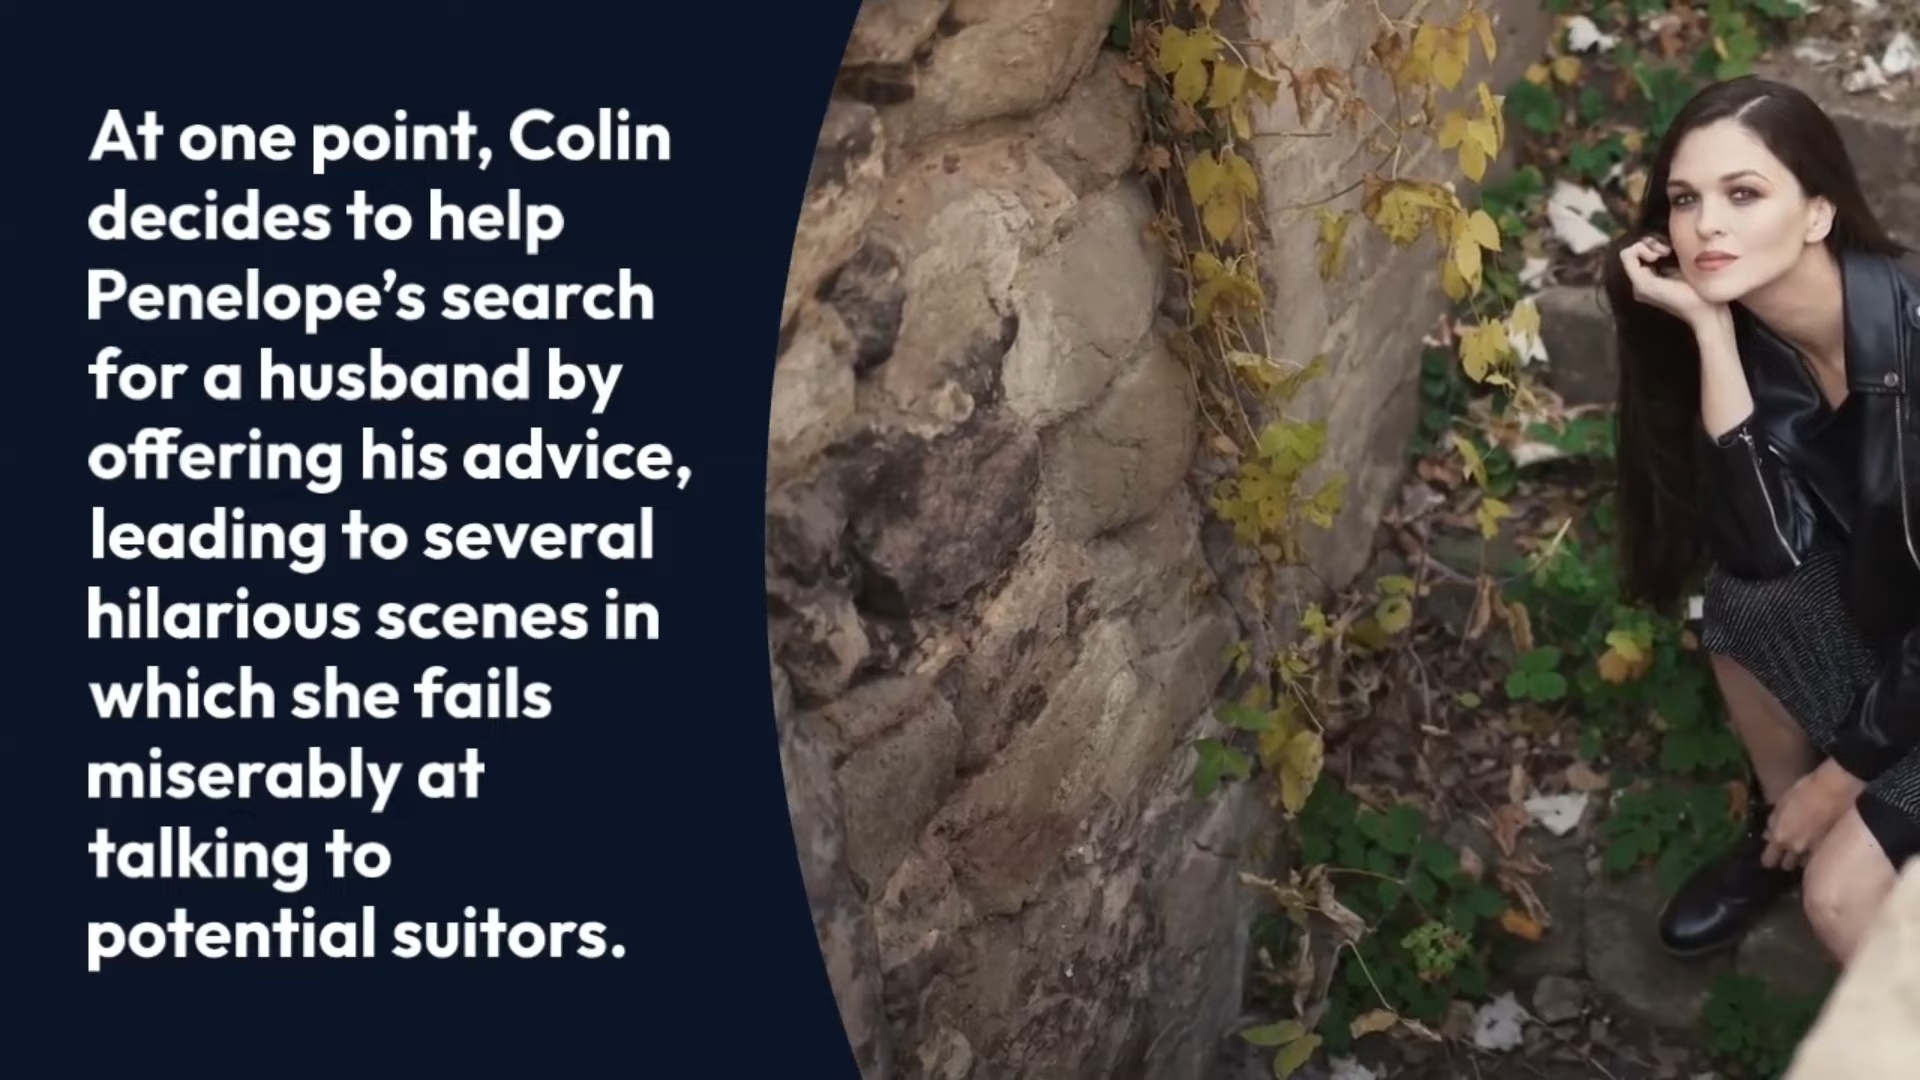 At one point, Colin
decides to help
Penelope’s search
for a husband by
offering his advice,
leading to several
hilarious scenes in
which she fails
miserably at
talking to
potential suitors.